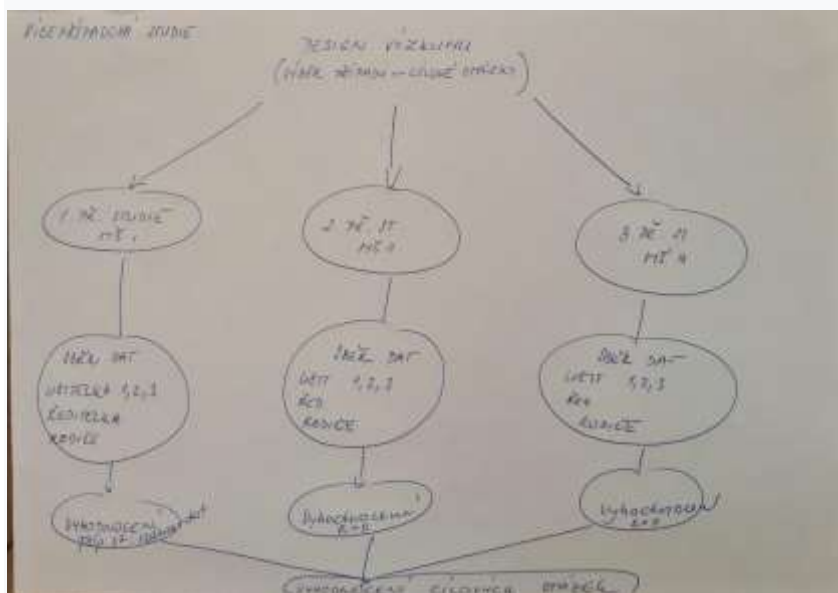 VÍCEPŘÍPADOVÁ STUDIE
DESIGN VÝZKUMU
(VÝBĚR PŘÍPADU – CÍLOVÉ OTÁZKY)
1. PŘ. STUDIE
MŠ 1
2. PŘ. ST
MŠ
3. PŘ. ST
MŠ
SBĚR DAT
UČITELKA 1, 2, 3
ŘEDITELKA
RODIČE
SBĚR DAT
UČIT 1, 2, 3
ŘED
RODIČE
SBĚR DAT
UČIT 1, 2, 3
ŘED
RODIČE
VYHODNOCENÍ
Vyhodnocení
Vyhodnocení
VYHODNOCENÍ CÍLOVÝCH OTÁZEK